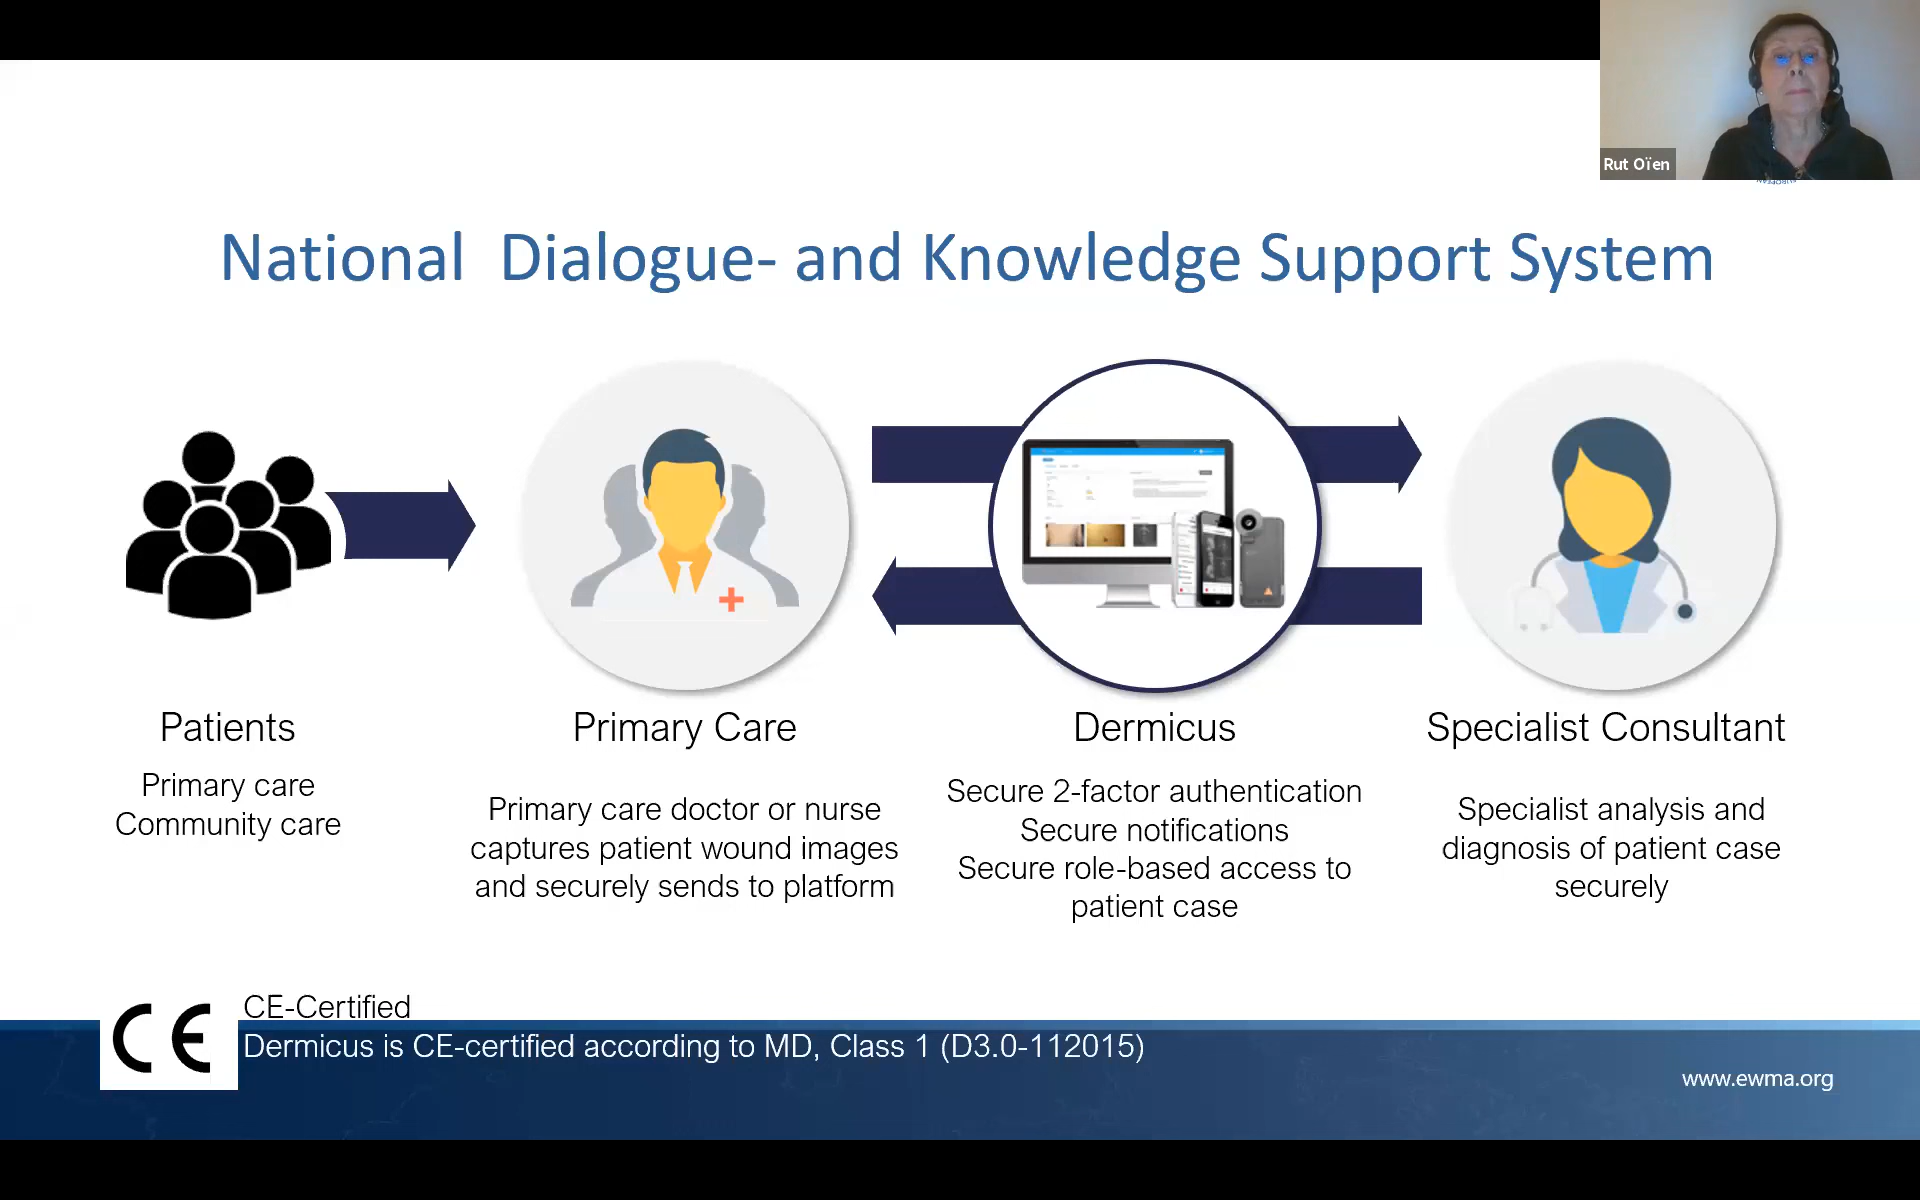 Rut Oïen
National Dialogue- and Knowledge Support System
Patients
Primary care
Community care
Primary Care
Primary care doctor or nurse
captures patient wound images
and securely sends to platform
Dermicus
Secure 2-factor authentication
Secure notifications
Secure role-based access to
patient case
Specialist Consultant
Specialist analysis and
diagnosis of patient case
securely
CE
CE-Certified
Dermicus is CE-certified according to MD, Class 1 (D3.0-112015)
www.ewma.org